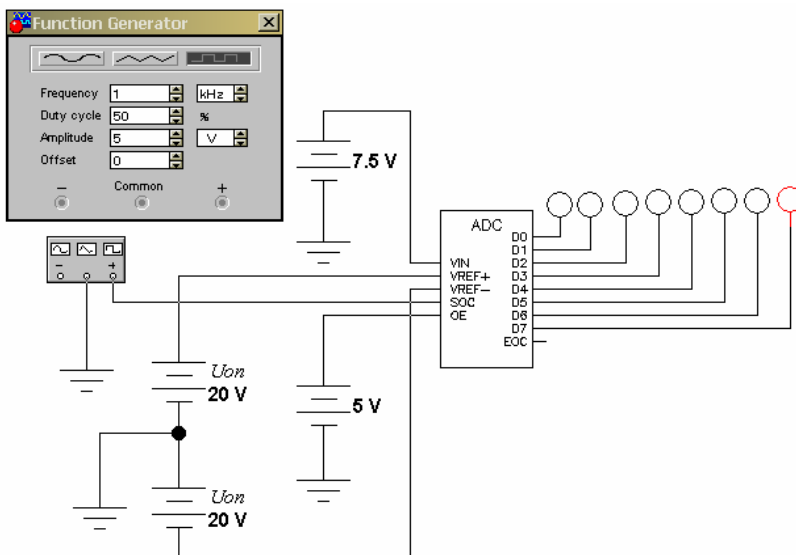 Function Generator
Frequency 1 kHz
Duty cycle 50 %
Amplitude 5 V
Offset 0
− Common +
7.5 V
ADC
VIN
VREF+
VREF−
SOC
OE
D0
D1
D2
D3
D4
D5
D6
D7
EOC
− +
Uon
20 V
5 V
Uon
20 V